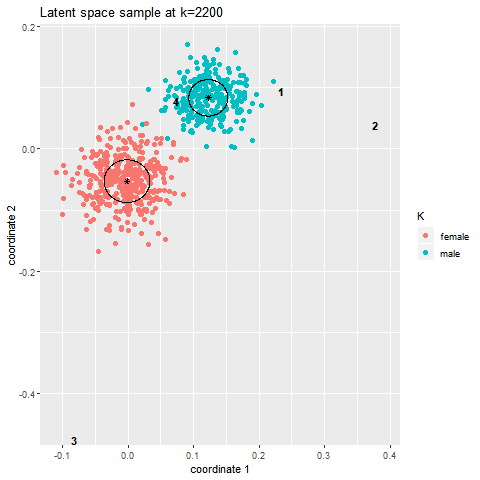 Latent space sample at k=2200
0.2
0.0
-0.2
-0.4
coordinate 2
1
4
2
*
*
3
-0.1
0.0
0.1
0.2
0.3
0.4
coordinate 1
K
female
male